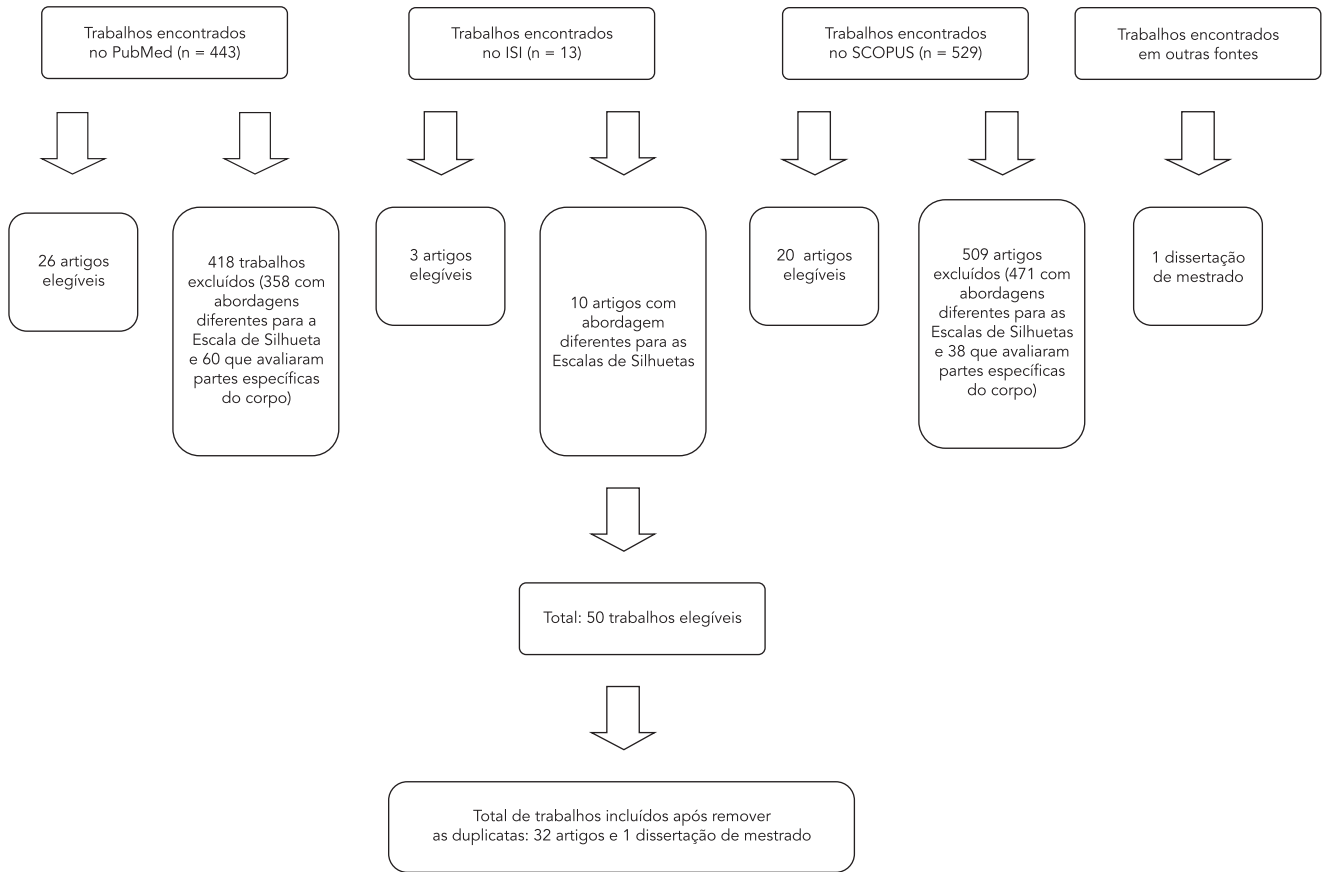 Trabalhos encontrados
no PubMed (n = 443)
Trabalhos encontrados
no ISI (n = 13)
Trabalhos encontrados
no SCOPUS (n = 529)
Trabalhos encontrados
em outras fontes
26 artigos
elegíveis
418 trabalhos
excluídos (358 com
abordagens
diferentes para a
Escala de Silhueta
e 60 que avaliaram
partes específicas
do corpo)
3 artigos
elegíveis
10 artigos com
abordagem
diferentes para as
Escalas de Silhuetas
20 artigos
elegíveis
509 artigos
excluídos (471 com
abordagens
diferentes para as
Escalas de Silhuetas
e 38 que avaliaram
partes específicas
do corpo)
1 dissertação
de mestrado
Total: 50 trabalhos elegíveis
Total de trabalhos incluídos após remover
as duplicatas: 32 artigos e 1 dissertação de mestrado